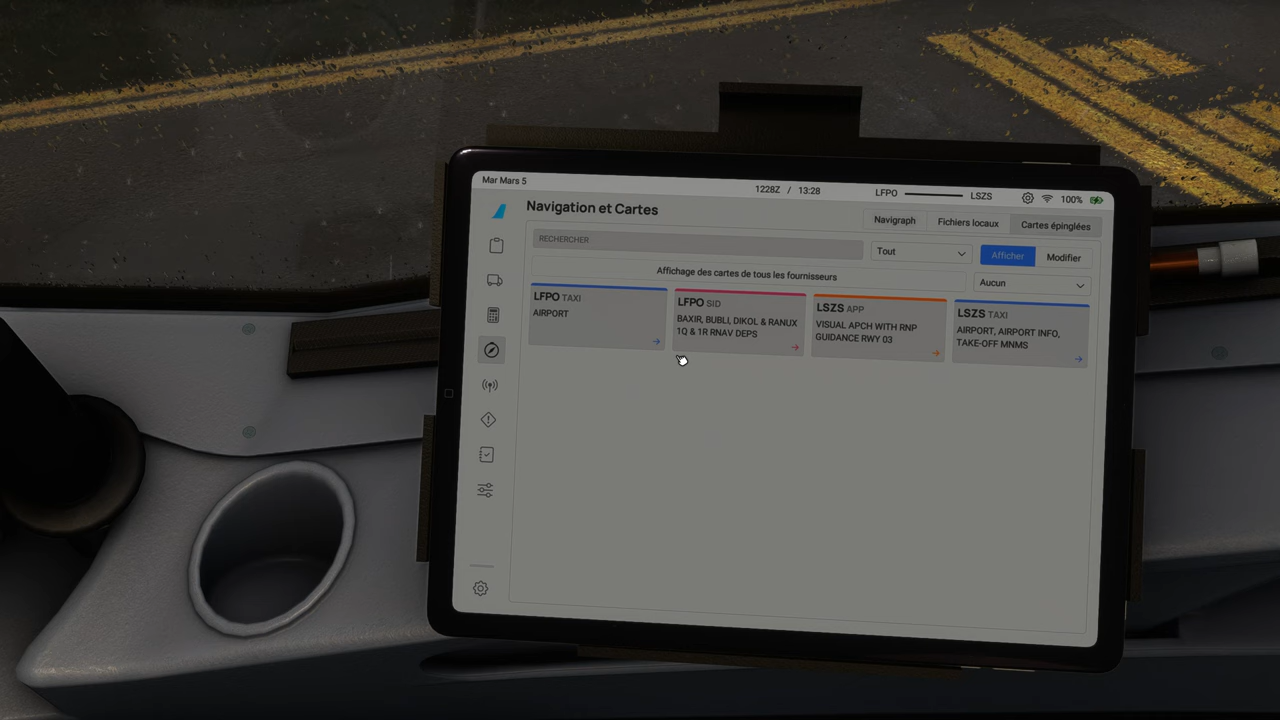 Mar Mars 5
1228Z / 13:28
LFPO LSZS
100%
Navigation et Cartes
Navigraph
Fichiers locaux
Cartes épinglées
RECHERCHER
Tout
Afficher
Modifier
Affichage des cartes de tous les fournisseurs
Aucun
LFPO TAXI
AIRPORT
LFPO SID
BAXIR, BUBLI, DIKOL & RANUX
1Q & 1R RNAV DEPS
LSZS APP
VISUAL APCH WITH RNP
GUIDANCE RWY 03
LSZS TAXI
AIRPORT, AIRPORT INFO,
TAKE-OFF MNMS